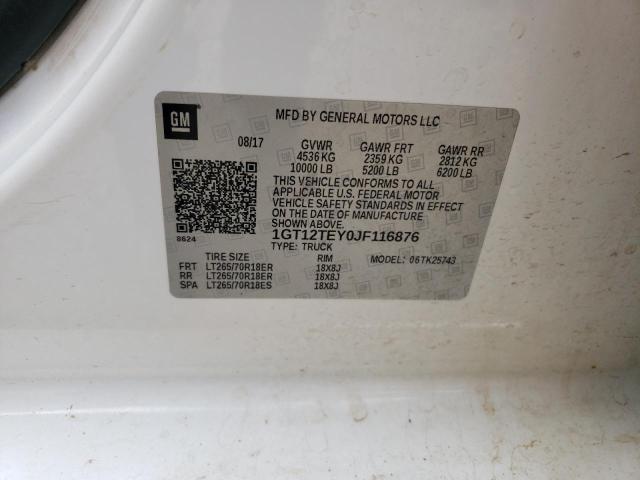 GM
MFD BY GENERAL MOTORS LLC
08/17 GVWR GAWR FRT GAWR RR
4536 KG 2359 KG 2812 KG
10000 LB 5200 LB 6200 LB
THIS VEHICLE CONFORMS TO ALL
APPLICABLE U.S. FEDERAL MOTOR
VEHICLE SAFETY STANDARDS IN
EFFECT ON THE DATE OF MANUFACTURE
SHOWN ABOVE.
8624 1GT12TEY0JF116876
TYPE: TRUCK
TIRE SIZE RIM MODEL: 06TK25743
FRT LT265/70R18ER 18X8J
RR LT265/70R18ER 18X8J
SPA LT265/70R18ES 18X8J